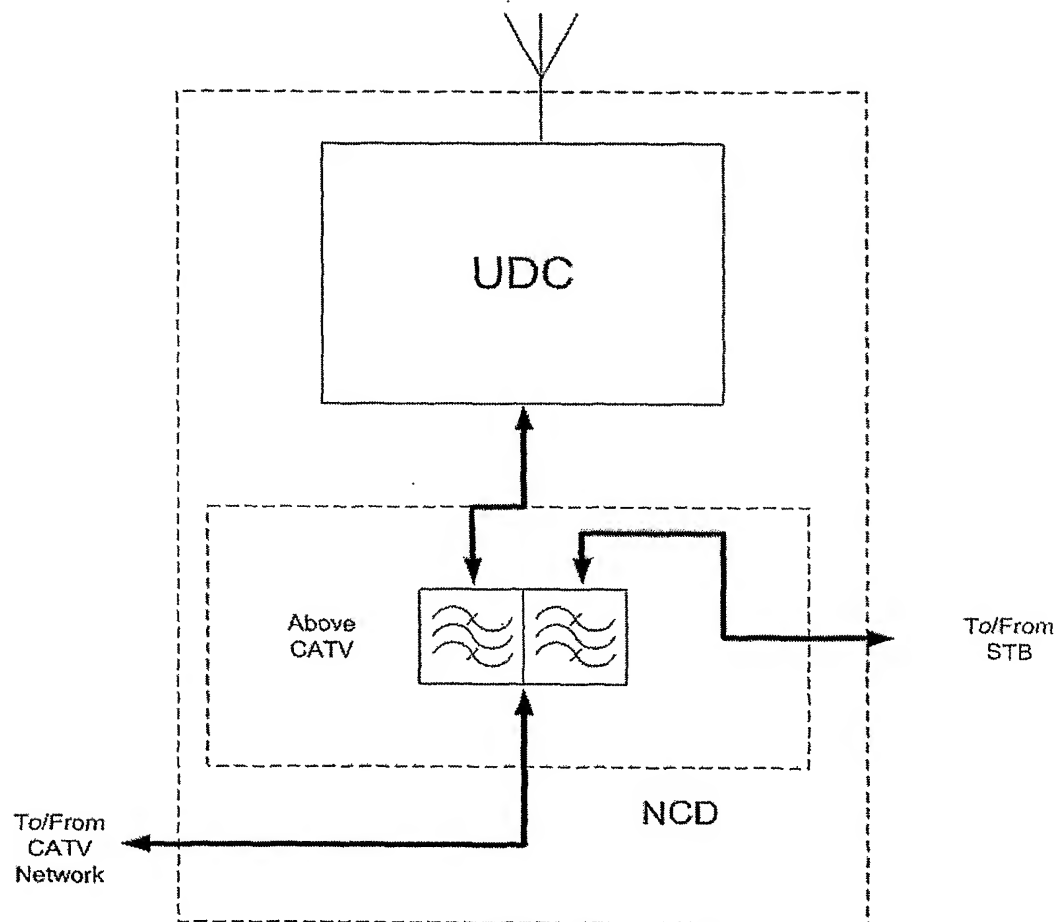 UDC
Above
CATV
To/From
STB
NCD
To/From
CATV
Network